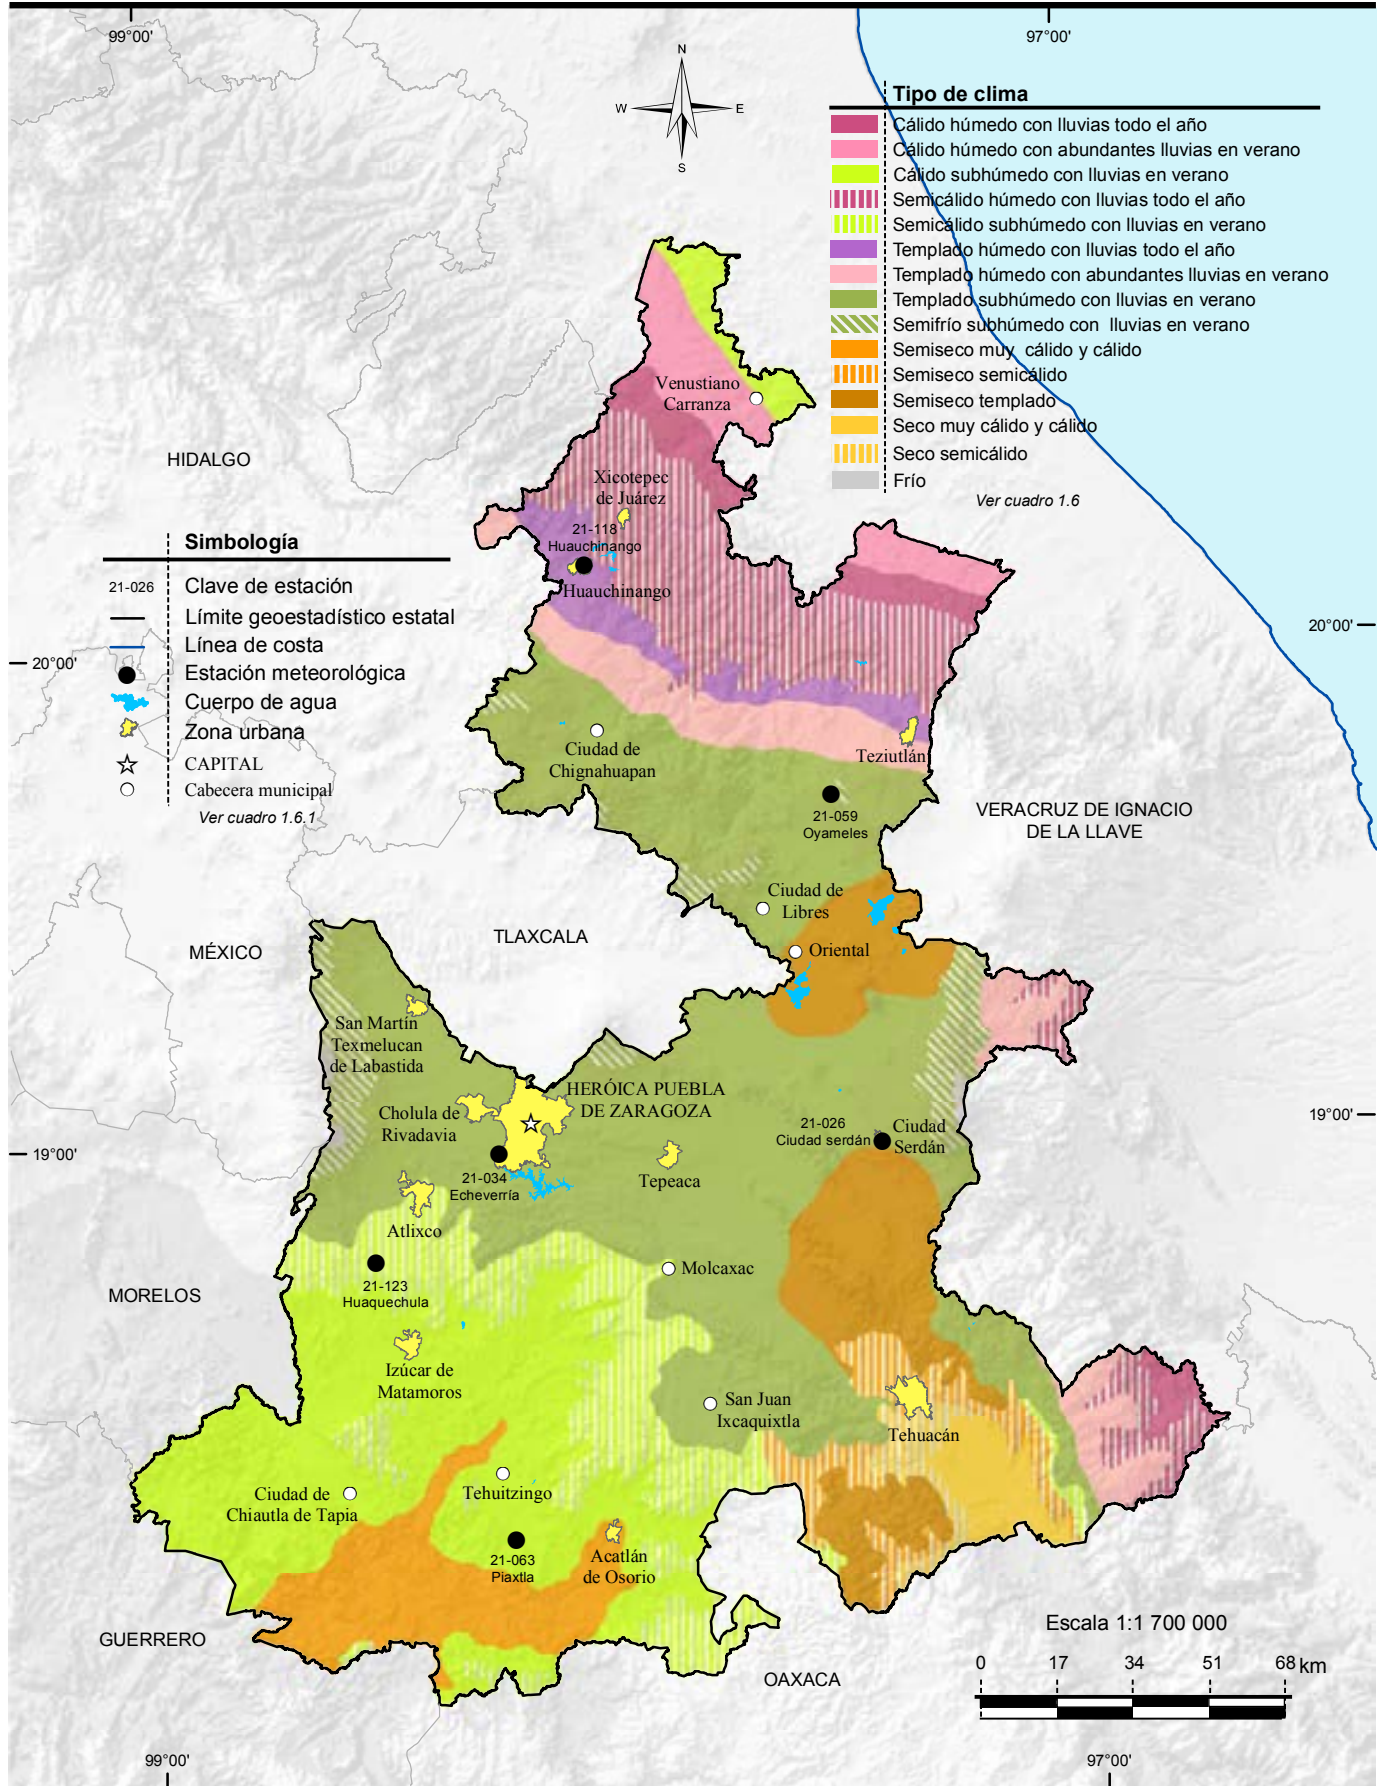 99°00'
97°00'
N
W
E
S
Tipo de clima
Cálido húmedo con lluvias todo el año
Cálido húmedo con abundantes lluvias en verano
Cálido subhúmedo con lluvias en verano
Semicálido húmedo con lluvias todo el año
Semicálido subhúmedo con lluvias en verano
Templado húmedo con lluvias todo el año
Templado húmedo con abundantes lluvias en verano
Templado subhúmedo con lluvias en verano
Semifrío subhúmedo con lluvias en verano
Semiseco muy cálido y cálido
Semiseco semicálido
Semiseco templado
Seco muy cálido y cálido
Seco semicálido
Frío
Ver cuadro 1.6
Venustiano
Carranza
HIDALGO
Xicotepec
de Juárez
21-118
Huauchinango
Huauchinango
Simbología
21-026
Clave de estación
Límite geoestadístico estatal
Línea de costa
Estación meteorológica
Cuerpo de agua
Zona urbana
CAPITAL
Cabecera municipal
Ver cuadro 1.6.1
20°00'
20°00'
Ciudad de
Chignahuapan
Teziutlán
21-059
Oyameles
VERACRUZ DE IGNACIO
DE LA LLAVE
Ciudad de
Libres
TLAXCALA
MÉXICO
Oriental
San Martín
Texmelucan
de Labastida
HERÓICA PUEBLA
DE ZARAGOZA
Cholula de
Rivadavia
21-026
Ciudad serdán
Ciudad
Serdán
19°00'
19°00'
21-034
Echeverría
Tepeaca
Atlixco
Molcaxac
21-123
Huaquechula
MORELOS
Izúcar de
Matamoros
San Juan
Ixcaquixtla
Tehuacán
Tehuitzingo
Ciudad de
Chiautla de Tapia
21-063
Piaxtla
Acatlán
de Osorio
GUERRERO
OAXACA
Escala 1:1 700 000
0
17
34
51
68 km
99°00'
97°00'